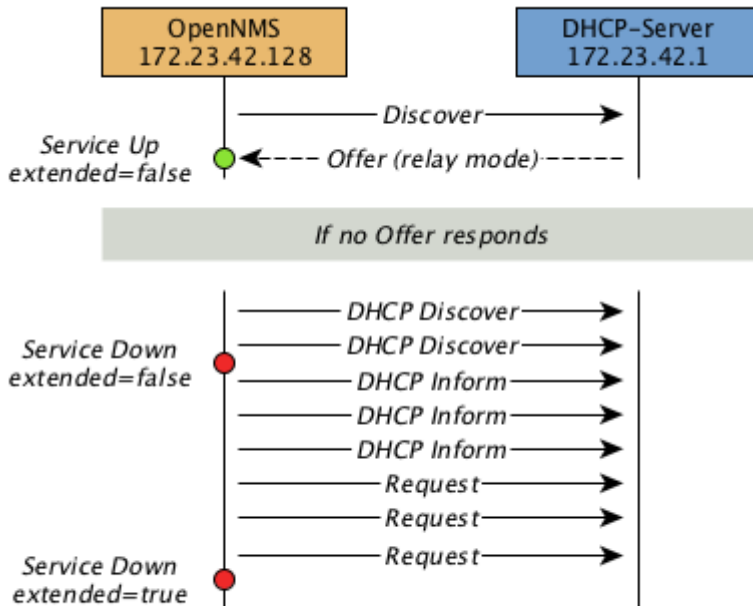 OpenNMS
172.23.42.128
DHCP-Server
172.23.42.1
Discover
Service Up
extended=false
Offer (relay mode)
If no Offer responds
DHCP Discover
DHCP Discover
Service Down
extended=false
DHCP Inform
DHCP Inform
DHCP Inform
Request
Request
Request
Service Down
extended=true